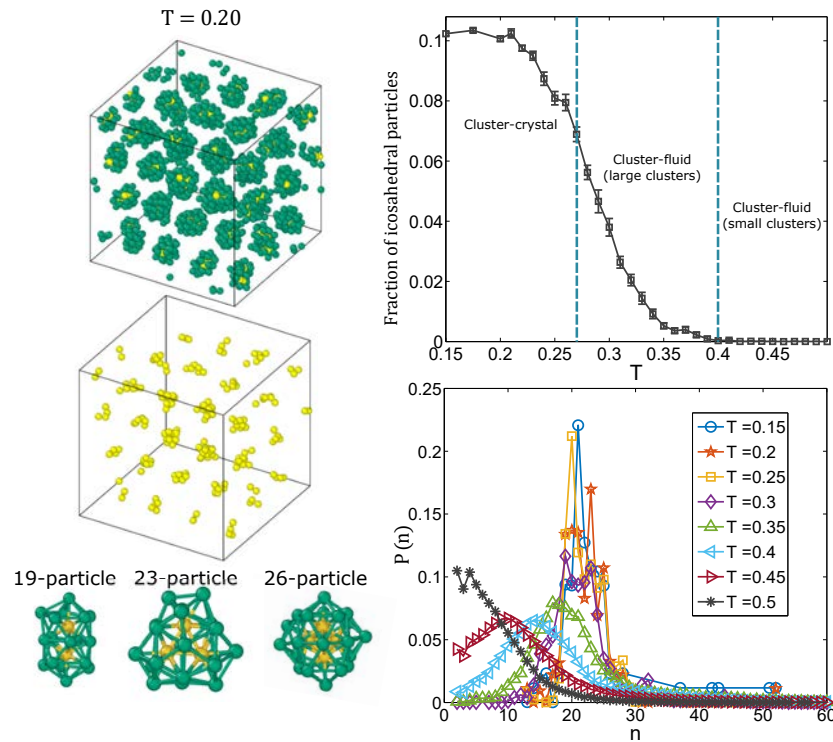 T = 0.20
19-particle 23-particle 26-particle
Fraction of icosahedral particles
0.1
0.08
0.06
0.04
0.02
0
Cluster-crystal
Cluster-fluid
(large clusters)
Cluster-fluid
(small clusters)
0.15 0.2 0.25 0.3 0.35 0.4 0.45
T
P(n)
0.25
0.2
0.15
0.1
0.05
0
T =0.15
T =0.2
T =0.25
T =0.3
T =0.35
T =0.4
T =0.45
T =0.5
0 10 20 30 40 50 60
n